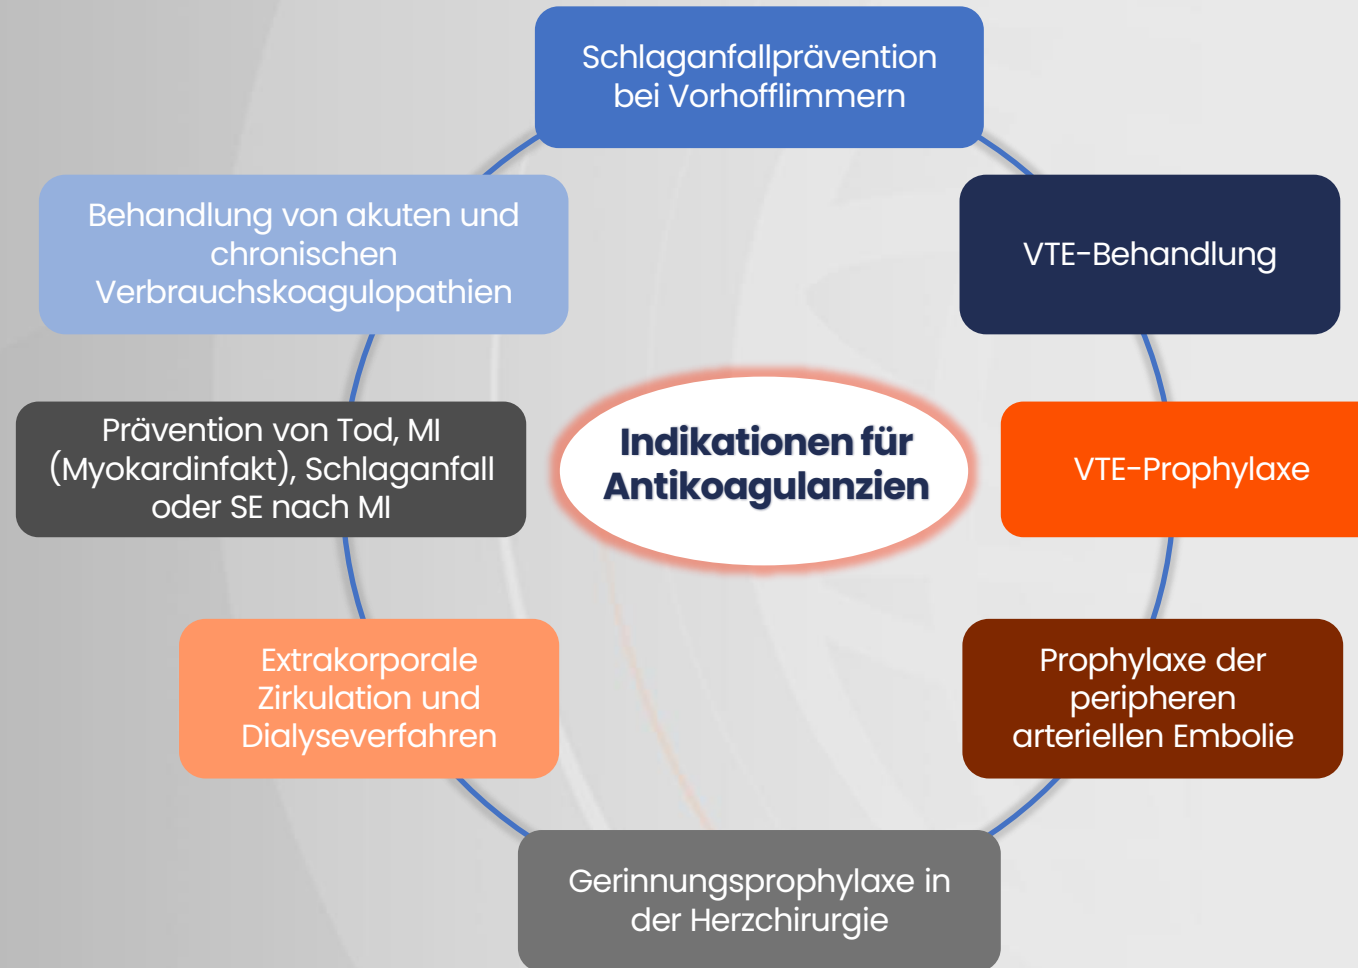 Schlaganfallprävention
bei Vorhofflimmern
Behandlung von akuten und
chronischen
Verbrauchskoagulopathien
VTE-Behandlung
Prävention von Tod, MI
(Myokardinfakt), Schlaganfall
oder SE nach MI
Indikationen für
Antikoagulanzien
VTE-Prophylaxe
Extrakorporale
Zirkulation und
Dialyseverfahren
Prophylaxe der
peripheren
arteriellen Embolie
Gerinnungsprophylaxe in
der Herzchirurgie